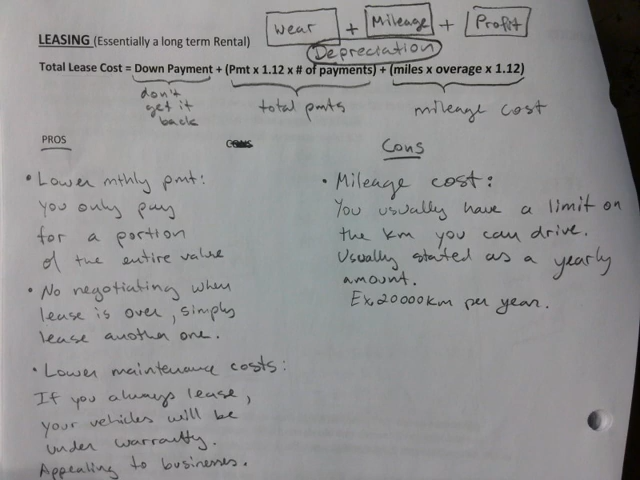 Wear + Mileage + Profit
LEASING (Essentially a long term Rental)
Depreciation
Total Lease Cost = Down Payment + (Pmt x 1.12 x # of payments) + (miles x overage x 1.12)
don't
get it
back
total pmts
mileage cost
PROS
CONS
• Lower mthly pmt:
You only pay
for a portion
of the entire value
• No negotiating when
lease is over, simply
lease another one.
• Lower maintenance costs:
If you always lease,
your vehicles will be
under warratty.
Appealing to businesses.
Cons
• Mileage cost:
You usually have a limit on
the km you can drive.
Usually stated as a yearly
amount.
Ex. 20000km per year.